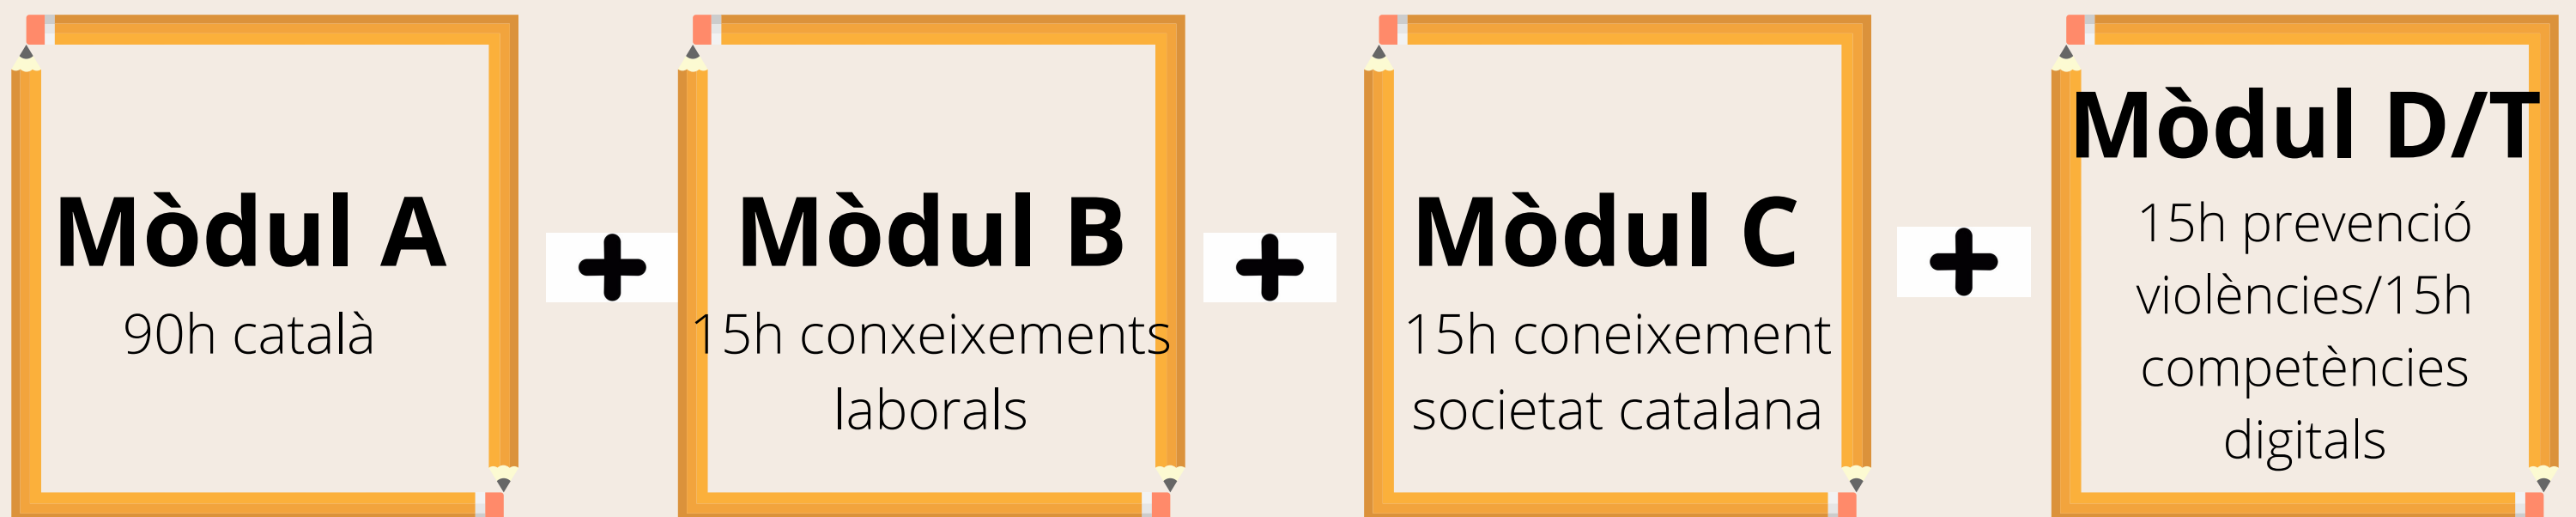 Mòdul A
90h català
Mòdul B
15h conxeixements
laborals
Mòdul C
15h coneixement
societat catalana
Mòdul D/T
15h prevenció
violències/15h
competències
digitals